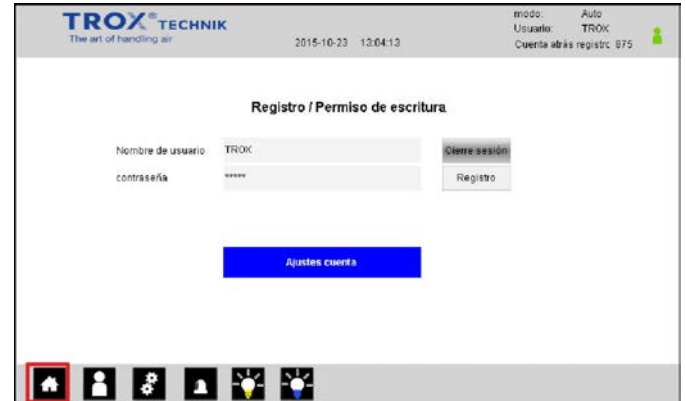 TROX® TECHNIK
The art of handling air
2015-10-23 13:04:13
modo: Auto
Usuario: TROX
Cuenta atrás registrc 875
Registro / Permiso de escritura
Nombre de usuario TROX
Cierre sesión
contraseña *****
Registro
Ajustes cuenta